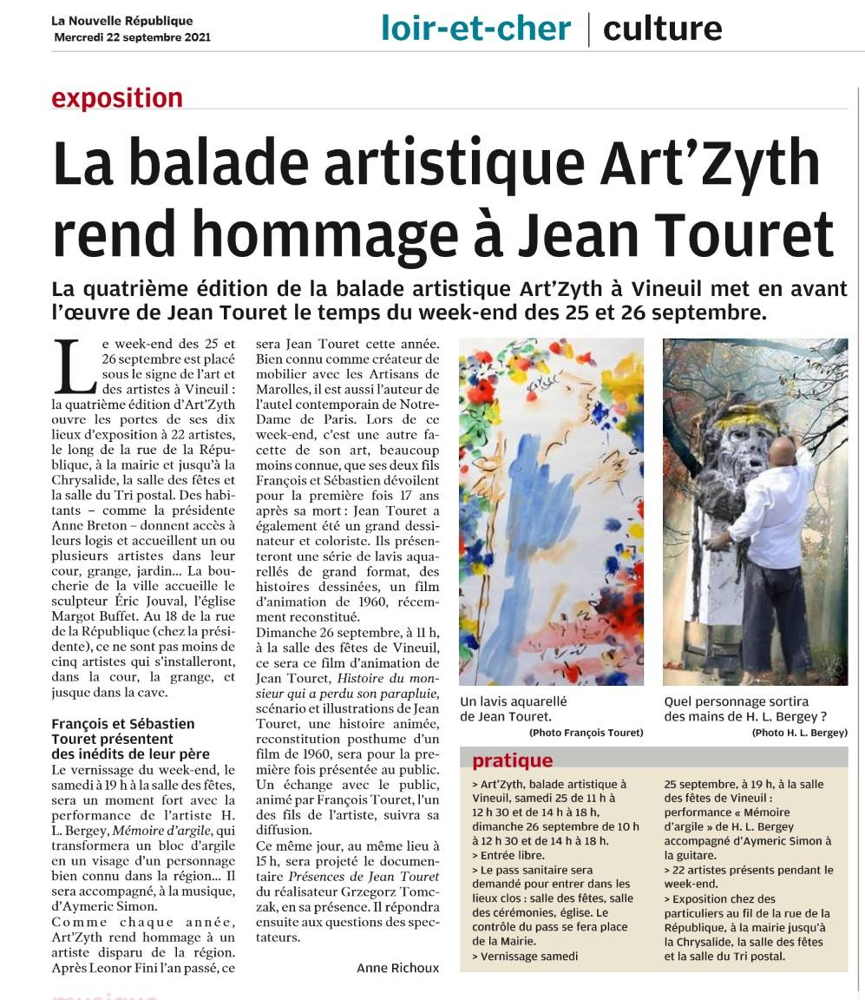 La Nouvelle République
Mercredi 22 septembre 2021
loir-et-cher | culture
exposition
La balade artistique Art’Zyth
rend hommage à Jean Touret
La quatrième édition de la balade artistique Art’Zyth à Vineuil met en avant
l’œuvre de Jean Touret le temps du week-end des 25 et 26 septembre.
Le week-end des 25 et
26 septembre est placé
sous le signe de l’art et
des artistes à Vineuil :
la quatrième édition d’Art’Zyth
ouvre les portes de ses dix
lieux d’exposition à 22 artistes,
le long de la rue de la Répu-
blique, à la mairie et jusqu’à la
Chrysalide, la salle des fêtes et
la salle du Tri postal. Des habi-
tants – comme la présidente
Anne Breton – donnent accès à
leurs logis et accueillent un ou
plusieurs artistes dans leur
cour, grange, jardin... La bou-
cherie de la ville accueille le
sculpteur Éric Jouval, l’église
Margot Buffet. Au 18 de la rue
de la République (chez la prési-
dente), ce ne sont pas moins de
cinq artistes qui s’installeront,
dans la cour, la grange, et
jusque dans la cave.
François et Sébastien
Touret présentent
des inédits de leur père
Le vernissage du week-end, le
samedi à 19 h à la salle des fêtes,
sera un moment fort avec la
performance de l’artiste H.
L. Bergey, Mémoire d’argile, qui
transformera un bloc d’argile
en un visage d’un personnage
bien connu dans la région... Il
sera accompagné, à la musique,
d’Aymeric Simon.
Comme chaque année,
Art’Zyth rend hommage à un
artiste disparu de la région.
Après Leonor Fini l’an passé, ce
sera Jean Touret cette année.
Bien connu comme créateur de
mobilier avec les Artisans de
Marolles, il est aussi l’auteur de
l’autel contemporain de Notre-
Dame de Paris. Lors de ce
week-end, c’est une autre fa-
cette de son art, beaucoup
moins connue, que ses deux fils
François et Sébastien dévoilent
pour la première fois 17 ans
après sa mort : Jean Touret a
également été un grand dessi-
nateur et coloriste. Ils présen-
teront une série de lavis aqua-
rellés de grand format, des
histoires dessinées, un film
d’animation de 1960, récem-
ment reconstitué.
Dimanche 26 septembre, à 11 h,
à la salle des fêtes de Vineuil,
ce sera ce film d’animation de
Jean Touret, Histoire du mon-
sieur qui a perdu son parapluie,
scénario et illustrations de Jean
Touret, une histoire animée,
reconstitution posthume d’un
film de 1960, sera pour la pre-
mière fois présentée au public.
Un échange avec le public,
animé par François Touret, l’un
des fils de l’artiste, suivra sa
diffusion.
Ce même jour, au même lieu à
15 h, sera projeté le documen-
taire Présences de Jean Touret
du réalisateur Grzegorz Tomc-
zak, en sa présence. Il répondra
ensuite aux questions des spec-
tateurs.
Anne Richoux
Un lavis aquarellé
de Jean Touret.
(Photo François Touret)
Quel personnage sortira
des mains de H. L. Bergey ?
(Photo H. L. Bergey)
pratique
> Art’Zyth, balade artistique à
Vineuil, samedi 25 de 11 h à
12 h 30 et de 14 h à 18 h,
dimanche 26 septembre de 10 h
à 12 h 30 et de 14 h à 18 h.
> Entrée libre.
> Le pass sanitaire sera
demandé pour entrer dans les
lieux clos : salle des fêtes, salle
des cérémonies, église. Le
contrôle du pass se fera place
de la Mairie.
> Vernissage samedi
25 septembre, à 19 h, à la salle
des fêtes de Vineuil :
performance « Mémoire
d’argile » de H. L. Bergey
accompagné d’Aymeric Simon à
la guitare.
> 22 artistes présents pendant le
week-end.
> Exposition chez des
particuliers au fil de la rue de la
République, à la mairie jusqu’à
la Chrysalide, la salle des fêtes
et la salle du Tri postal.